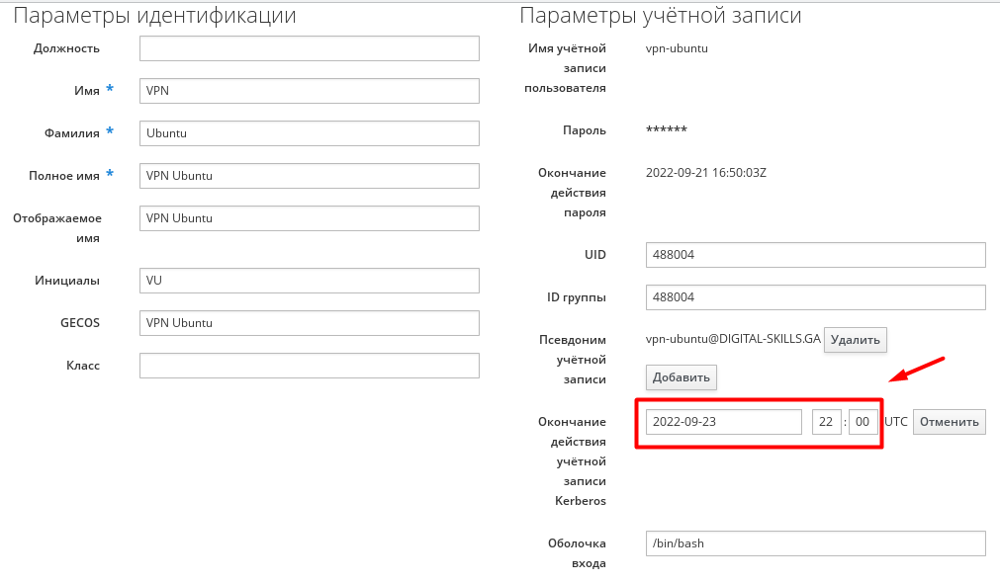 Параметры идентификации
Должность
Имя * VPN
Фамилия * Ubuntu
Полное имя * VPN Ubuntu
Отображаемое
имя
VPN Ubuntu
Инициалы VU
GECOS VPN Ubuntu
Класс
Параметры учётной записи
Имя учётной
записи
пользователя
vpn-ubuntu
Пароль ******
Окончание
действия
пароля
2022-09-21 16:50:03Z
UID 488004
ID группы 488004
Псевдоним
учётной
записи
vpn-ubuntu@DIGITAL-SKILLS.GA Удалить
Добавить
Окончание
действия
учётной
записи
Kerberos
2022-09-23 22 : 00 UTC Отменить
Оболочка
входа
/bin/bash